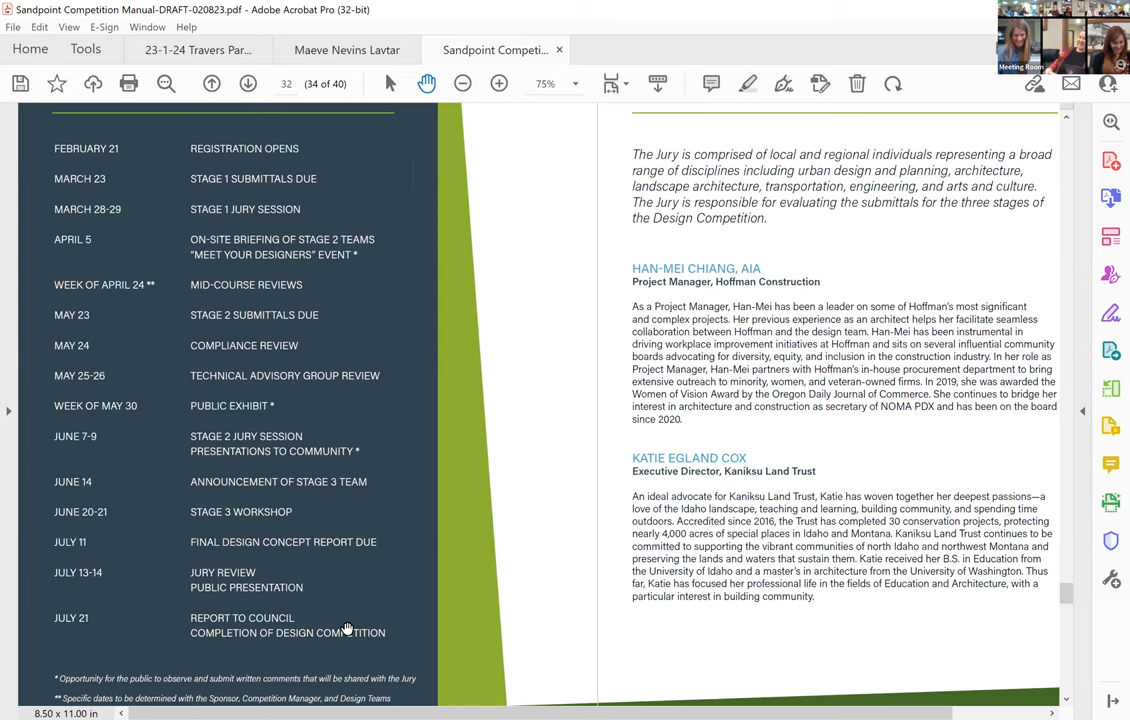 Sandpoint Competition Manual-DRAFT-020823.pdf - Adobe Acrobat Pro (32-bit)
File Edit View E-Sign Window Help
Home Tools 23-1-24 Travers Par... Maeve Nevins Lavtar Sandpoint Competi... ×
32 (34 of 40) 75%
Meeting Room
FEBRUARY 21 REGISTRATION OPENS
MARCH 23 STAGE 1 SUBMITTALS DUE
MARCH 28-29 STAGE 1 JURY SESSION
APRIL 5 ON-SITE BRIEFING OF STAGE 2 TEAMS
"MEET YOUR DESIGNERS" EVENT *
WEEK OF APRIL 24 ** MID-COURSE REVIEWS
MAY 23 STAGE 2 SUBMITTALS DUE
MAY 24 COMPLIANCE REVIEW
MAY 25-26 TECHNICAL ADVISORY GROUP REVIEW
WEEK OF MAY 30 PUBLIC EXHIBIT *
JUNE 7-9 STAGE 2 JURY SESSION
PRESENTATIONS TO COMMUNITY *
JUNE 14 ANNOUNCEMENT OF STAGE 3 TEAM
JUNE 20-21 STAGE 3 WORKSHOP
JULY 11 FINAL DESIGN CONCEPT REPORT DUE
JULY 13-14 JURY REVIEW
PUBLIC PRESENTATION
JULY 21 REPORT TO COUNCIL
COMPLETION OF DESIGN COMPETITION
* Opportunity for the public to observe and submit written comments that will be shared with the Jury
** Specific dates to be determined with the Sponsor, Competition Manager, and Design Teams
The Jury is comprised of local and regional individuals representing a broad
range of disciplines including urban design and planning, architecture,
landscape architecture, transportation, engineering, and arts and culture.
The Jury is responsible for evaluating the submittals for the three stages of
the Design Competition.
HAN-MEI CHIANG, AIA
Project Manager, Hoffman Construction
As a Project Manager, Han-Mei has been a leader on some of Hoffman's most significant
and complex projects. Her previous experience as an architect helps her facilitate seamless
collaboration between Hoffman and the design team. Han-Mei has been instrumental in
driving workplace improvement initiatives at Hoffman and sits on several influential community
boards advocating for diversity, equity, and inclusion in the construction industry. In her role as
Project Manager, Han-Mei partners with Hoffman's in-house procurement department to bring
extensive outreach to minority, women, and veteran-owned firms. In 2019, she was awarded the
Women of Vision Award by the Oregon Daily Journal of Commerce. She continues to bridge her
interest in architecture and construction as secretary of NOMA PDX and has been on the board
since 2020.
KATIE EGLAND COX
Executive Director, Kaniksu Land Trust
An ideal advocate for Kaniksu Land Trust, Katie has woven together her deepest passions—a
love of the Idaho landscape, teaching and learning, building community, and spending time
outdoors. Accredited since 2016, the Trust has completed 30 conservation projects, protecting
nearly 4,000 acres of special places in Idaho and Montana. Kaniksu Land Trust continues to be
committed to supporting the vibrant communities of north Idaho and northwest Montana and
preserving the lands and waters that sustain them. Katie received her B.S. in Education from
the University of Idaho and a master's in architecture from the University of Washington. Thus
far, Katie has focused her professional life in the fields of Education and Architecture, with a
particular interest in building community.
8.50 x 11.00 in